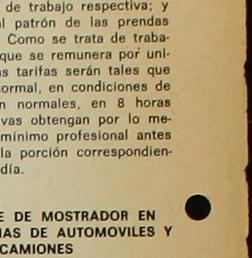 de trabajo respectiva; y
al patrón de las prendas
Como se trata de traba-
que se remunera por uni-
as tarifas serán tales que
ormal, en condiciones de
n normales, en 8 horas
vas obtengan por lo me-
mínimo profesional antes
la porción correspondien-
día.
E DE MOSTRADOR EN
IAS DE AUTOMOVILES Y
CAMIONES